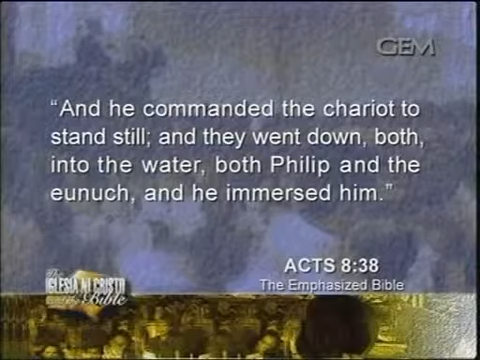 GEM
“And he commanded the chariot to
stand still; and they went down, both,
into the water, both Philip and the
eunuch, and he immersed him.”
ACTS 8:38
The Emphasized Bible
The
IGLESIA NI CRISTO
Bible